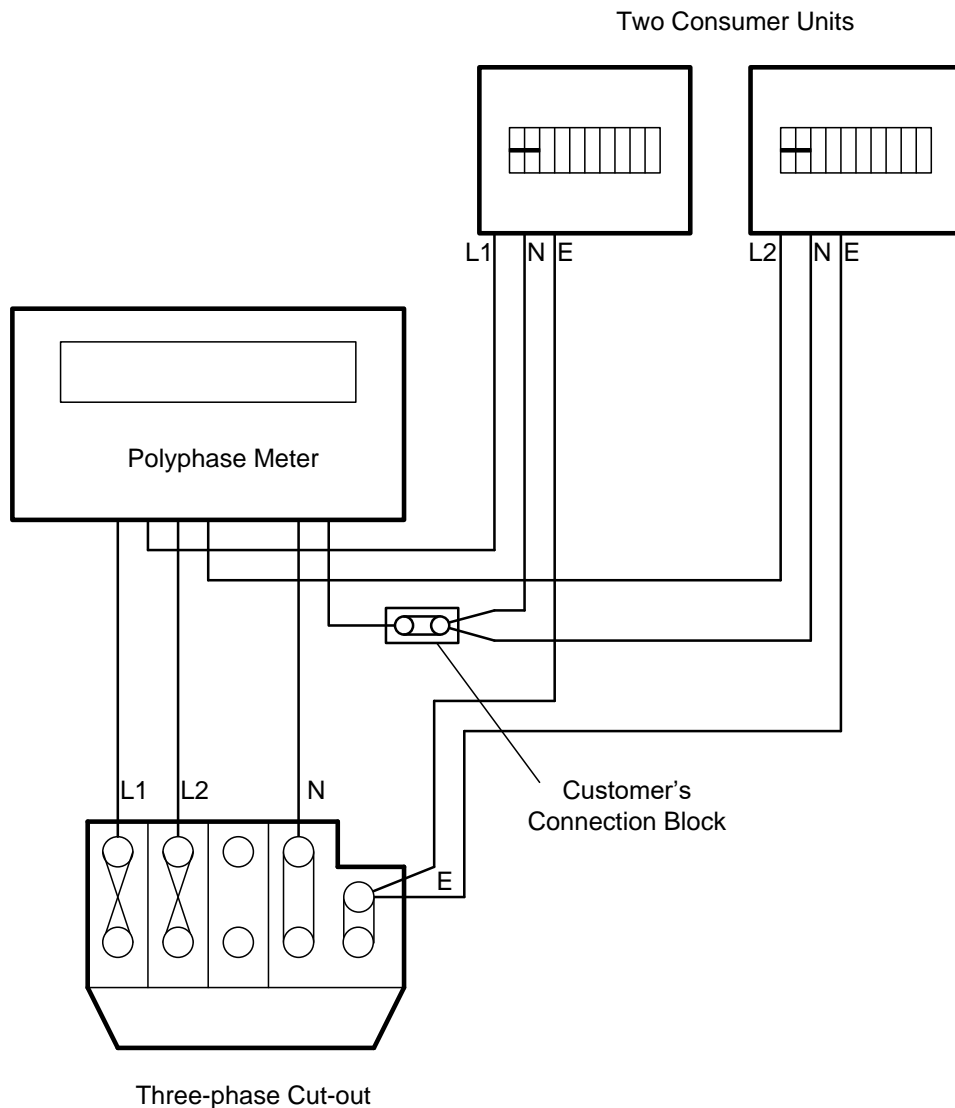 Two Consumer Units
L1 N E
L2 N E
Polyphase Meter
L1 L2 N
Customer's
Connection Block
E
Three-phase Cut-out